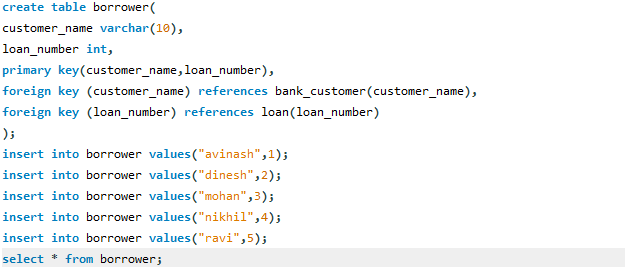 create table borrower(
customer_name varchar(10),
loan_number int,
primary key(customer_name,loan_number),
foreign key (customer_name) references bank_customer(customer_name),
foreign key (loan_number) references loan(loan_number)
);
insert into borrower values("avinash",1);
insert into borrower values("dinesh",2);
insert into borrower values("mohan",3);
insert into borrower values("nikhil",4);
insert into borrower values("ravi",5);
select * from borrower;